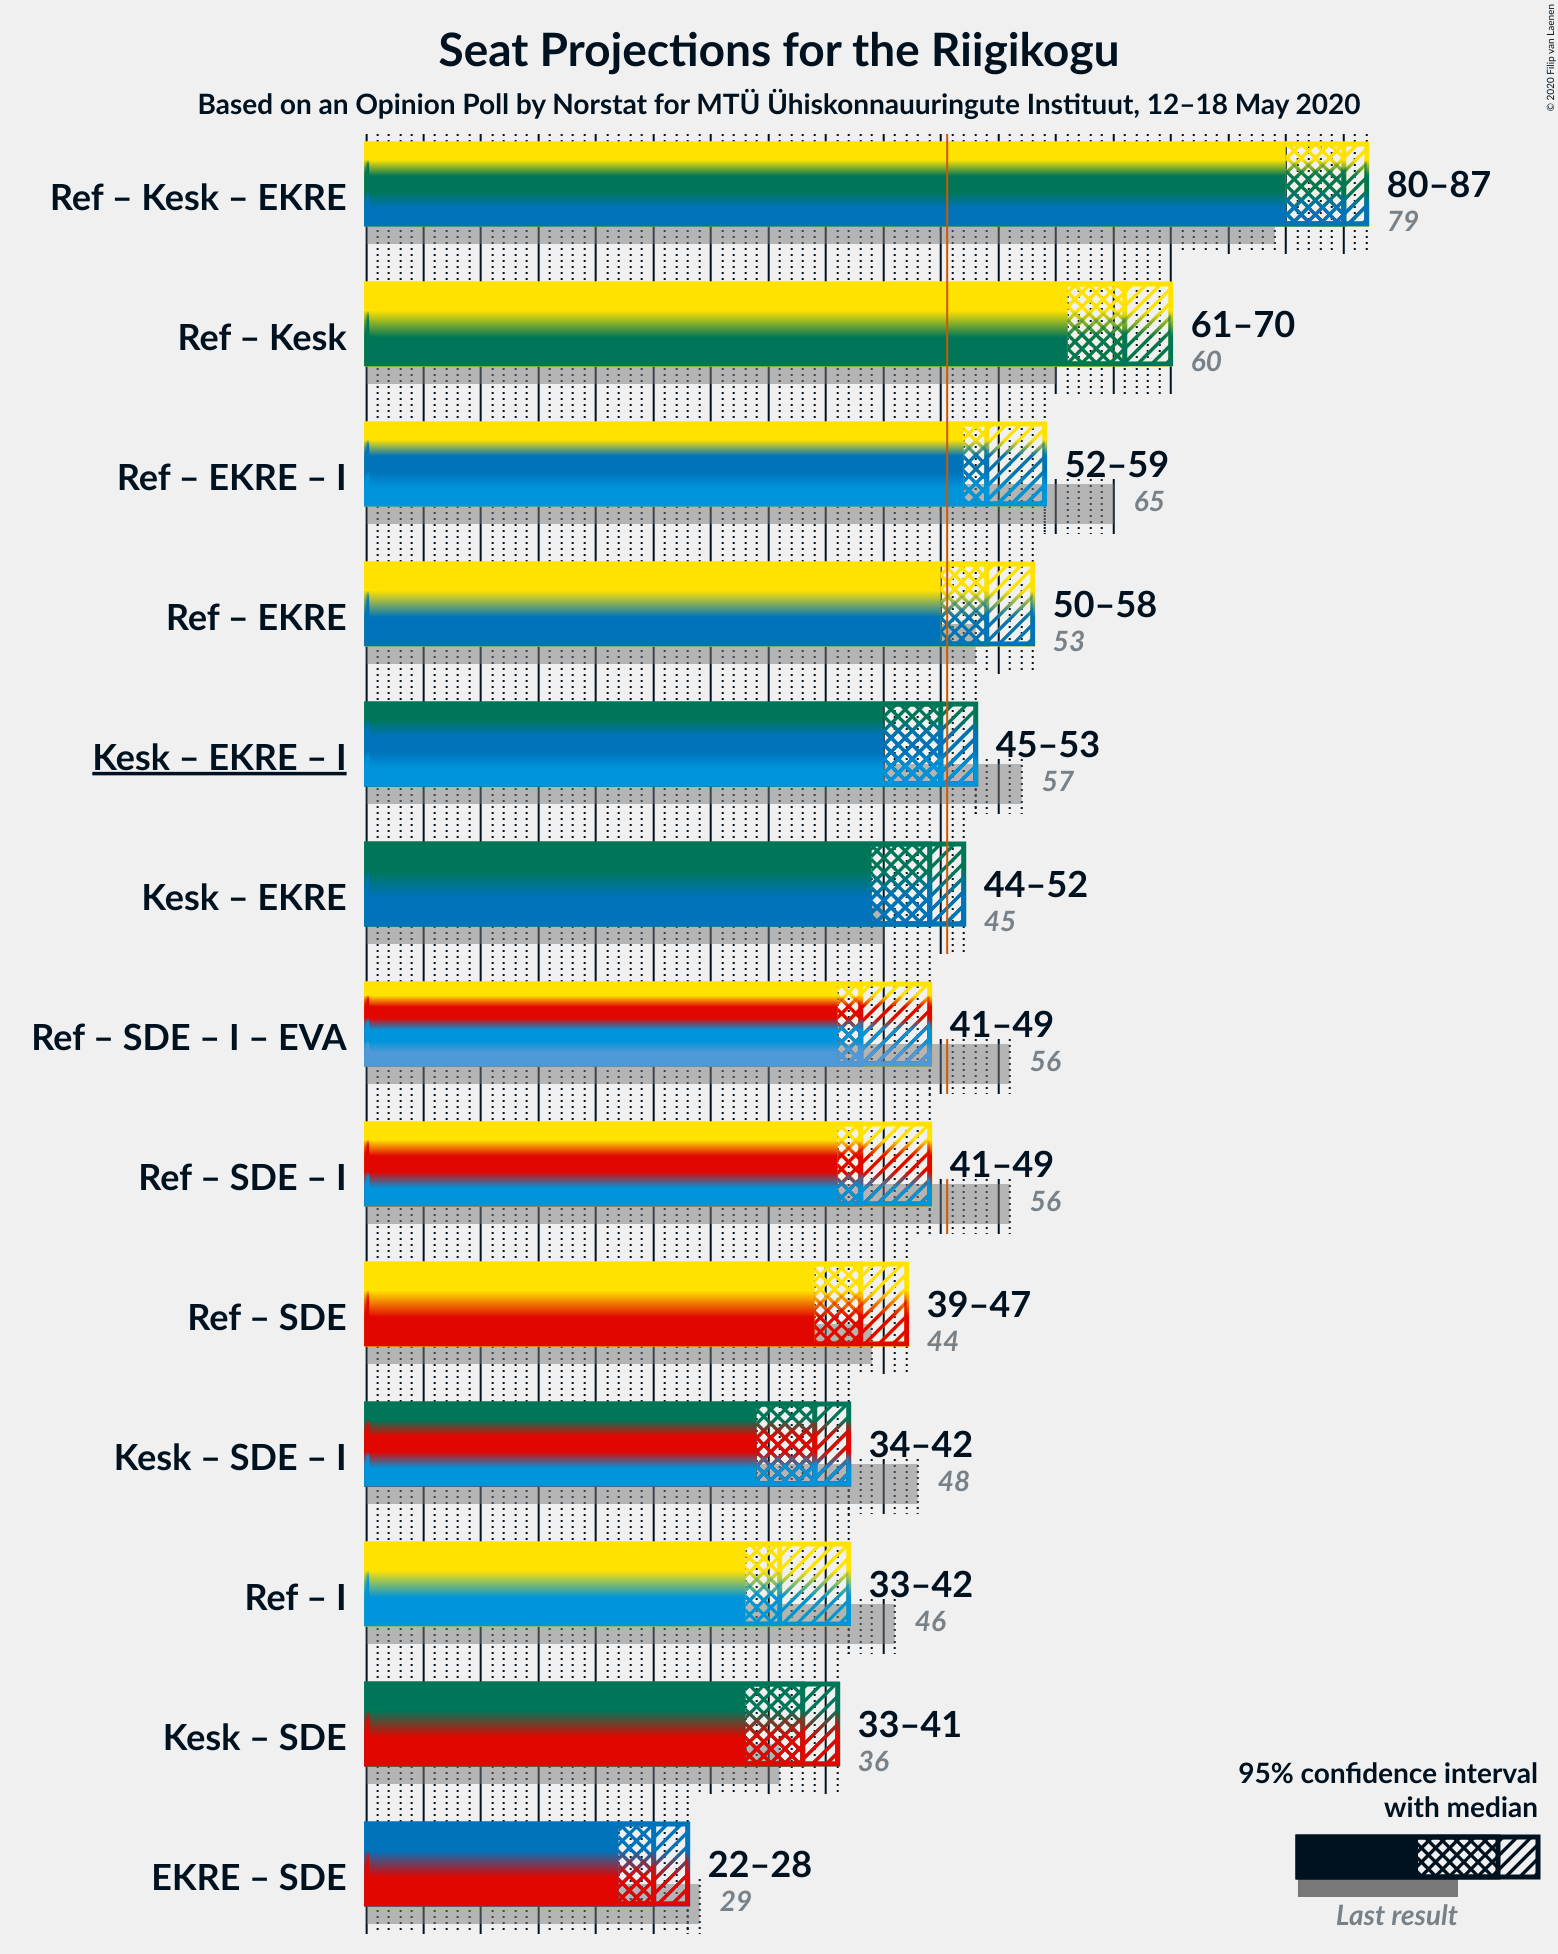 Seat Projections for the Riigikogu
Based on an Opinion Poll by Norstat for MTÜ Ühiskonnauuringute Instituut, 12–18 May 2020
© 2020 Filip van Laenen
Ref – Kesk – EKRE
80–87
79
Ref – Kesk
61–70
60
Ref – EKRE – I
52–59
65
Ref – EKRE
50–58
53
Kesk – EKRE – I
45–53
57
Kesk – EKRE
44–52
45
Ref – SDE – I – EVA
41–49
56
Ref – SDE – I
41–49
56
Ref – SDE
39–47
44
Kesk – SDE – I
34–42
48
Ref – I
33–42
46
Kesk – SDE
33–41
36
EKRE – SDE
22–28
29
95% confidence interval
with median
Last result